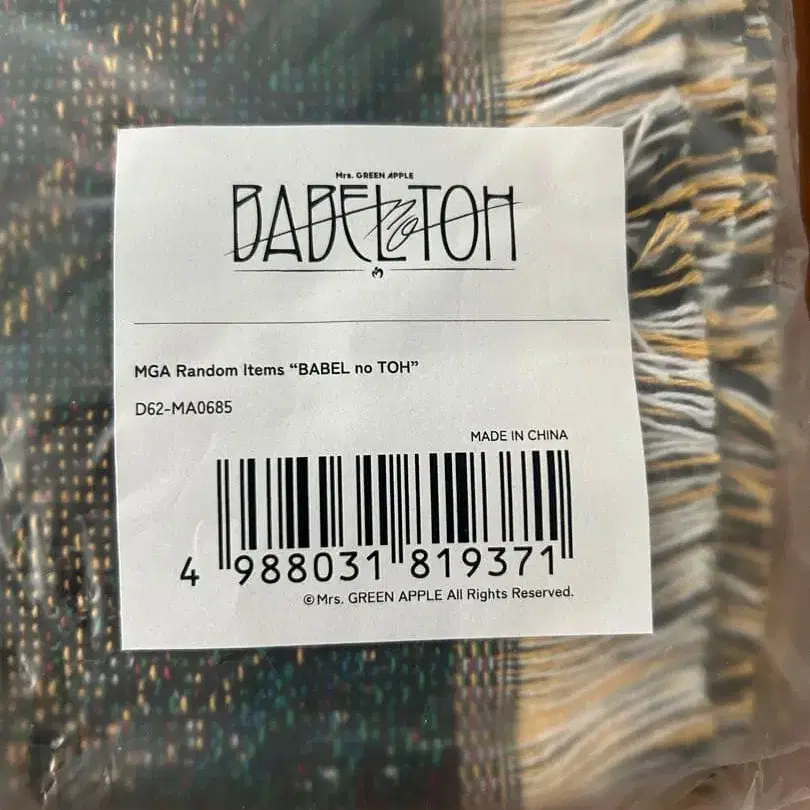 Mrs. GREEN APPLE
BABEL no TOH
MGA Random Items “BABEL no TOH”
D62-MA0685
MADE IN CHINA
4 988031 819371
©Mrs. GREEN APPLE All Rights Reserved.